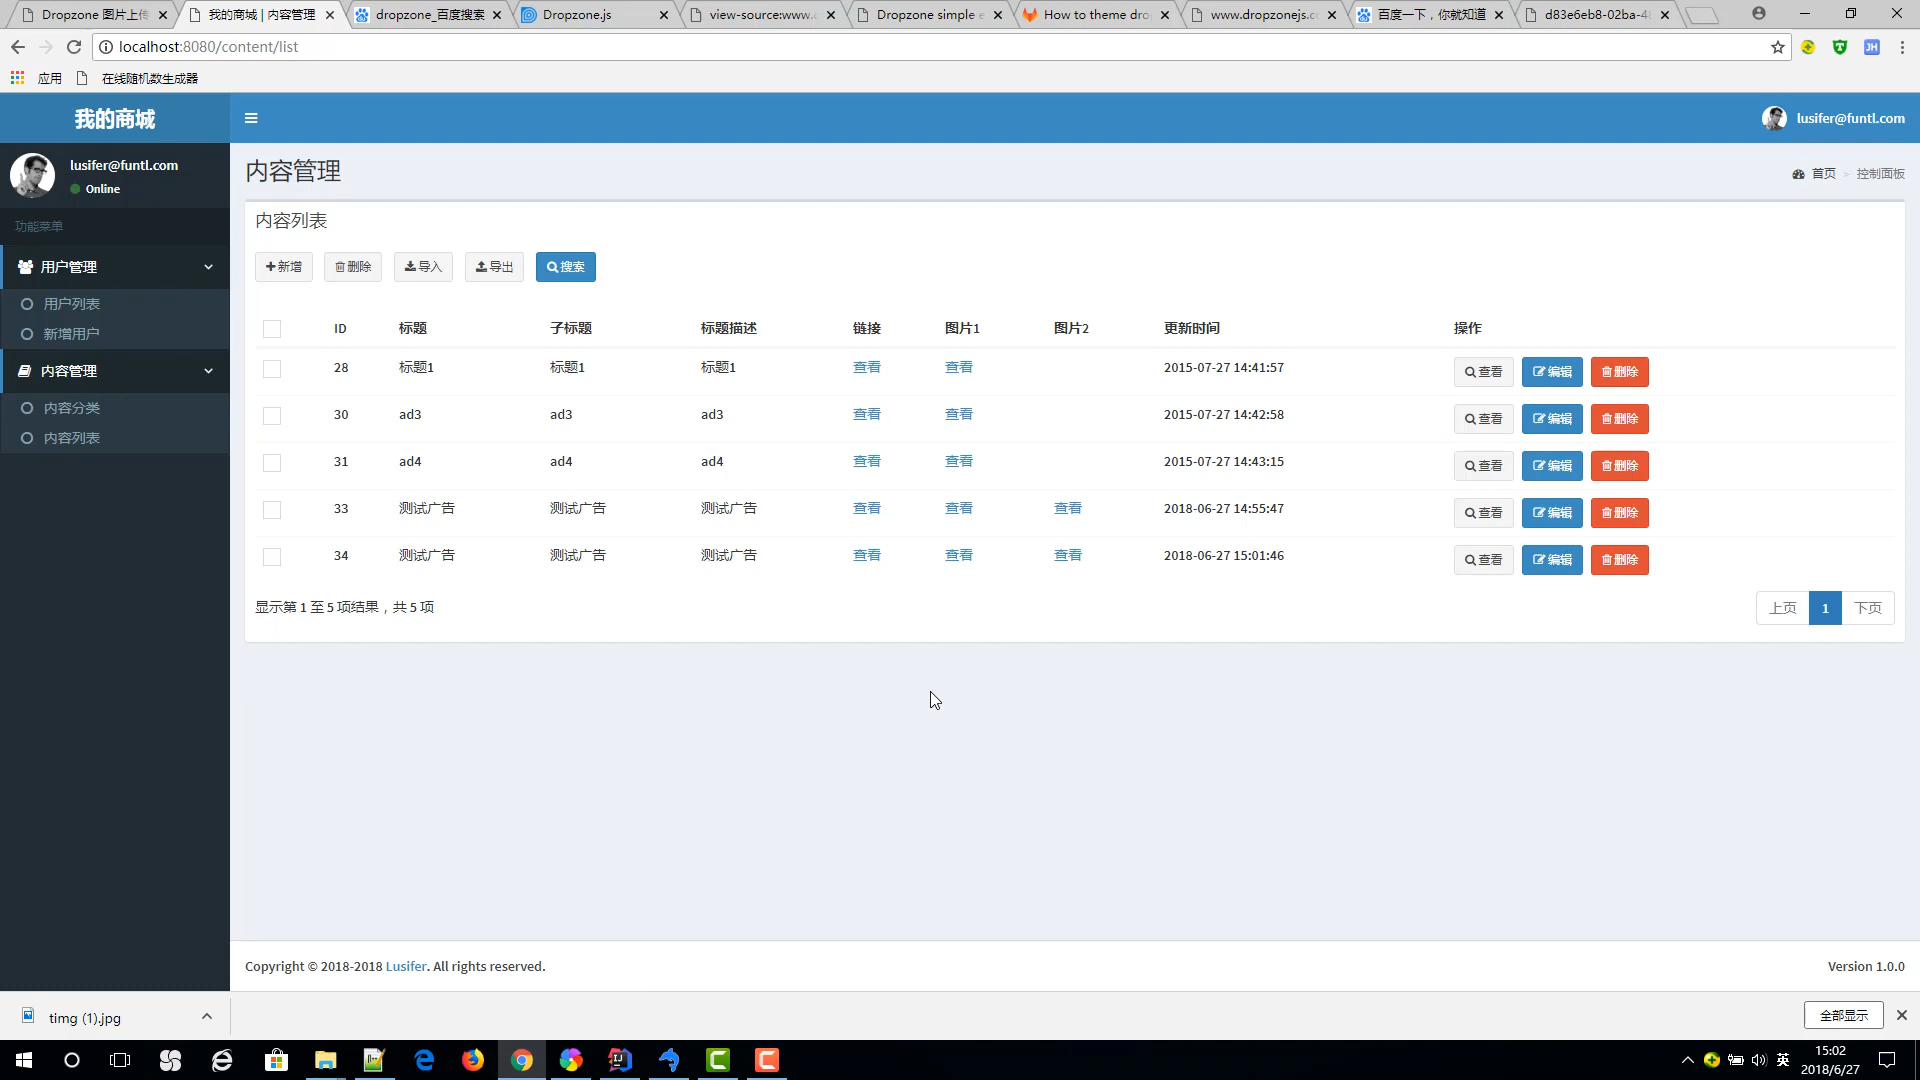 Dropzone 图片上传
我的商城 | 内容管理
dropzone_百度搜索
Dropzone.js
view-source:www.
Dropzone simple e
How to theme dro
www.dropzonejs.c
百度一下，你就知道
d83e6eb8-02ba-4
localhost:8080/content/list
应用
在线随机数生成器
我的商城
lusifer@funtl.com
lusifer@funtl.com
Online
内容管理
首页 > 控制面板
功能菜单
用户管理
用户列表
新增用户
内容管理
内容分类
内容列表
内容列表
新增 删除 导入 导出 搜索
ID 标题 子标题 标题描述 链接 图片1 图片2 更新时间 操作
28 标题1 标题1 标题1 查看 查看 2015-07-27 14:41:57 查看 编辑 删除
30 ad3 ad3 ad3 查看 查看 2015-07-27 14:42:58 查看 编辑 删除
31 ad4 ad4 ad4 查看 查看 2015-07-27 14:43:15 查看 编辑 删除
33 测试广告 测试广告 测试广告 查看 查看 查看 2018-06-27 14:55:47 查看 编辑 删除
34 测试广告 测试广告 测试广告 查看 查看 查看 2018-06-27 15:01:46 查看 编辑 删除
显示第 1 至 5 项结果，共 5 项
上页 1 下页
Copyright © 2018-2018 Lusifer. All rights reserved.
Version 1.0.0
timg (1).jpg
全部显示
英
15:02
2018/6/27